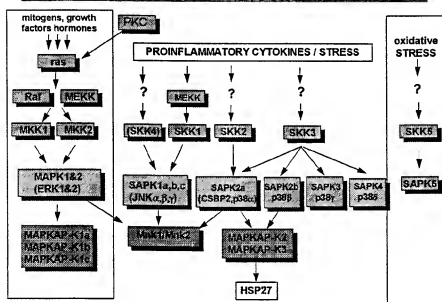 mitogens, growth
factors hormones
PKC
PROINFLAMMATORY CYTOKINES / STRESS
oxidative
STRESS
ras
?
?
?
?
Raf
MEKK
MEKK
MKK1
MKK2
(SKK4)
SKK1
SKK2
SKK3
SKK5
MAPK1&2
(ERK1&2)
SAPK1a,b,c
(JNKα,β,γ)
SAPK2a
(CSBP2,p38α)
SAPK2b
p38β
SAPK3
p38γ
SAPK4
p38δ
SAPK5
MAPKAP-K1a
MAPKAP-K1b
MAPKAP-K1c
Mnk1/Mnk2
MAPKAP-K2
MAPKAP-K3
HSP27